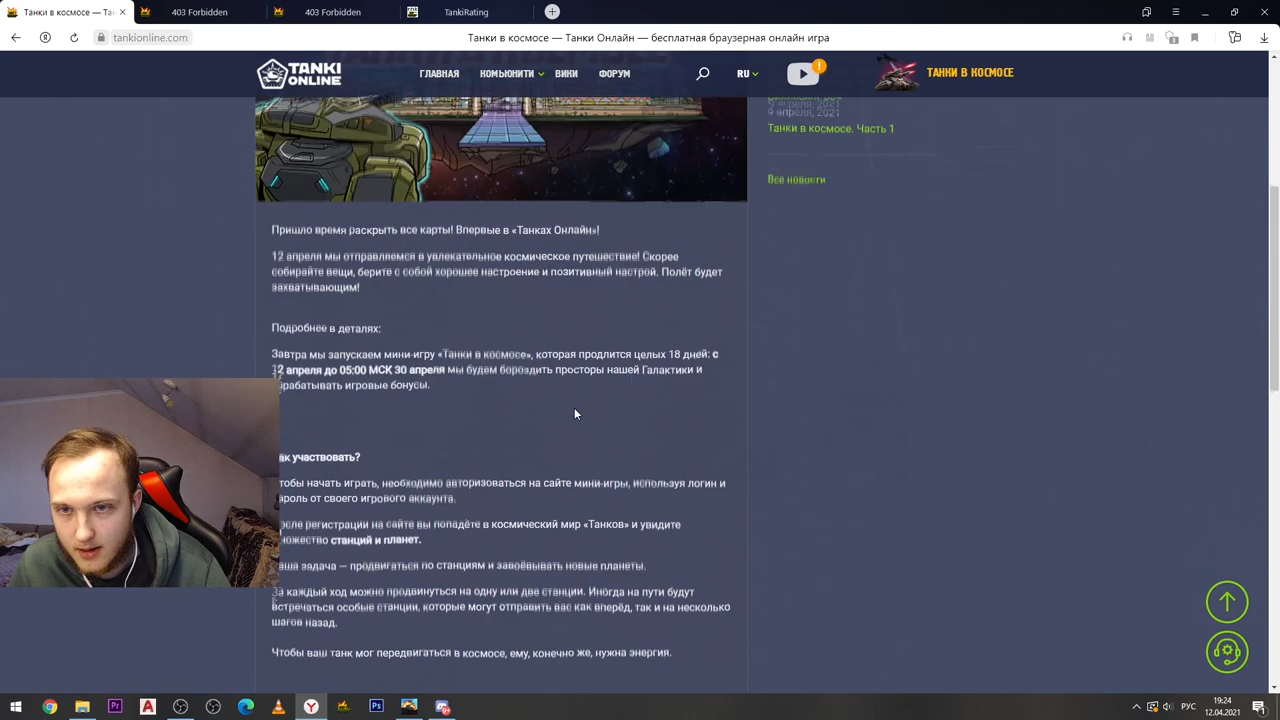 Танки в космосе — Та
403 Forbidden
403 Forbidden
TankiRating
tankionline.com
Танки в космосе — Танки Онлайн — бесплатная браузерная онлайн игра
TANKI ONLINE
ГЛАВНАЯ
КОМЬЮНИТИ
ВИКИ
ФОРУМ
RU
ТАНКИ В КОСМОСЕ
9 апреля, 2021
9 апреля, 2021
Танки в космосе. Часть 1
Все новости
Пришло время раскрыть все карты! Впервые в «Танках Онлайн»!
12 апреля мы отправляемся в увлекательное космическое путешествие! Скорее
собирайте вещи, берите с собой хорошее настроение и позитивный настрой. Полёт будет
захватывающим!
Подробнее в деталях:
Завтра мы запускаем мини-игру «Танки в космосе», которая продлится целых 18 дней: с
12 апреля до 05:00 МСК 30 апреля мы будем бороздить просторы нашей Галактики и
рабатывать игровые бонусы.
ак участвовать?
тобы начать играть, необходимо авторизоваться на сайте мини-игры, используя логин и
ароль от своего игрового аккаунта.
осле регистрации на сайте вы попадёте в космический мир «Танков» и увидите
ножество станций и планет.
аша задача — продвигаться по станциям и завоёвывать новые планеты.
За каждый ход можно продвинуться на одну или две станции. Иногда на пути будут
встречаться особые станции, которые могут отправить вас как вперёд, так и на несколько
шагов назад.
Чтобы ваш танк мог передвигаться в космосе, ему, конечно же, нужна энергия.
РУС
19:24
12.04.2021